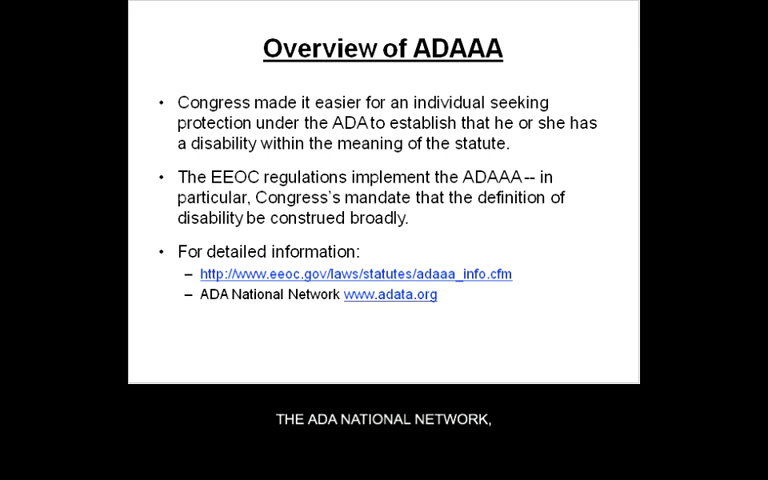 Overview of ADAAA
• Congress made it easier for an individual seeking
protection under the ADA to establish that he or she has
a disability within the meaning of the statute.
• The EEOC regulations implement the ADAAA -- in
particular, Congress's mandate that the definition of
disability be construed broadly.
• For detailed information:
– http://www.eeoc.gov/laws/statutes/adaaa_info.cfm
– ADA National Network www.adata.org
THE ADA NATIONAL NETWORK,